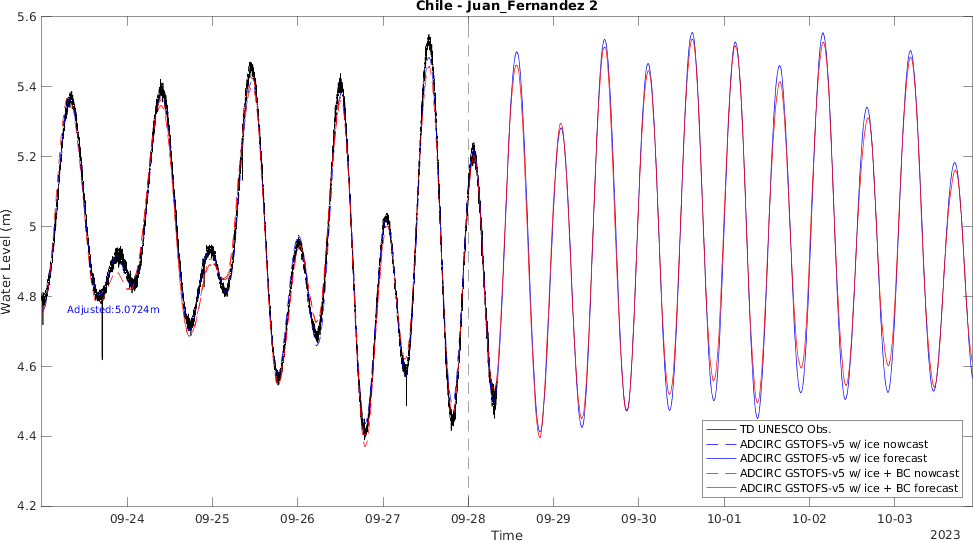 Chile - Juan_Fernandez 2
5.6
5.4
5.2
5
4.8
4.6
4.4
4.2
Water Level (m)
Adjusted:5.0724m
TD UNESCO Obs.
ADCIRC GSTOFS-v5 w/ ice nowcast
ADCIRC GSTOFS-v5 w/ ice forecast
ADCIRC GSTOFS-v5 w/ ice + BC nowcast
ADCIRC GSTOFS-v5 w/ ice + BC forecast
09-24 09-25 09-26 09-27 09-28 09-29 09-30 10-01 10-02 10-03
Time
2023